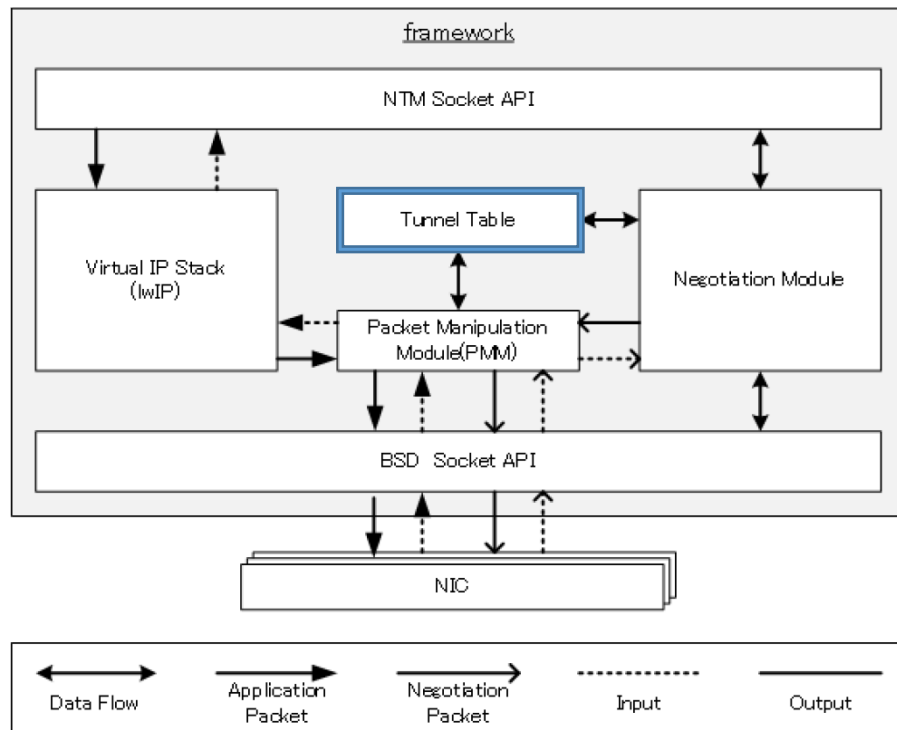 framework
NTM Socket API
Tunnel Table
Virtual IP Stack
(lwIP)
Negotiation Module
Packet Manipulation
Module(PMM)
BSD Socket API
NIC
Data Flow
Application
Packet
Negotiation
Packet
Input
Output